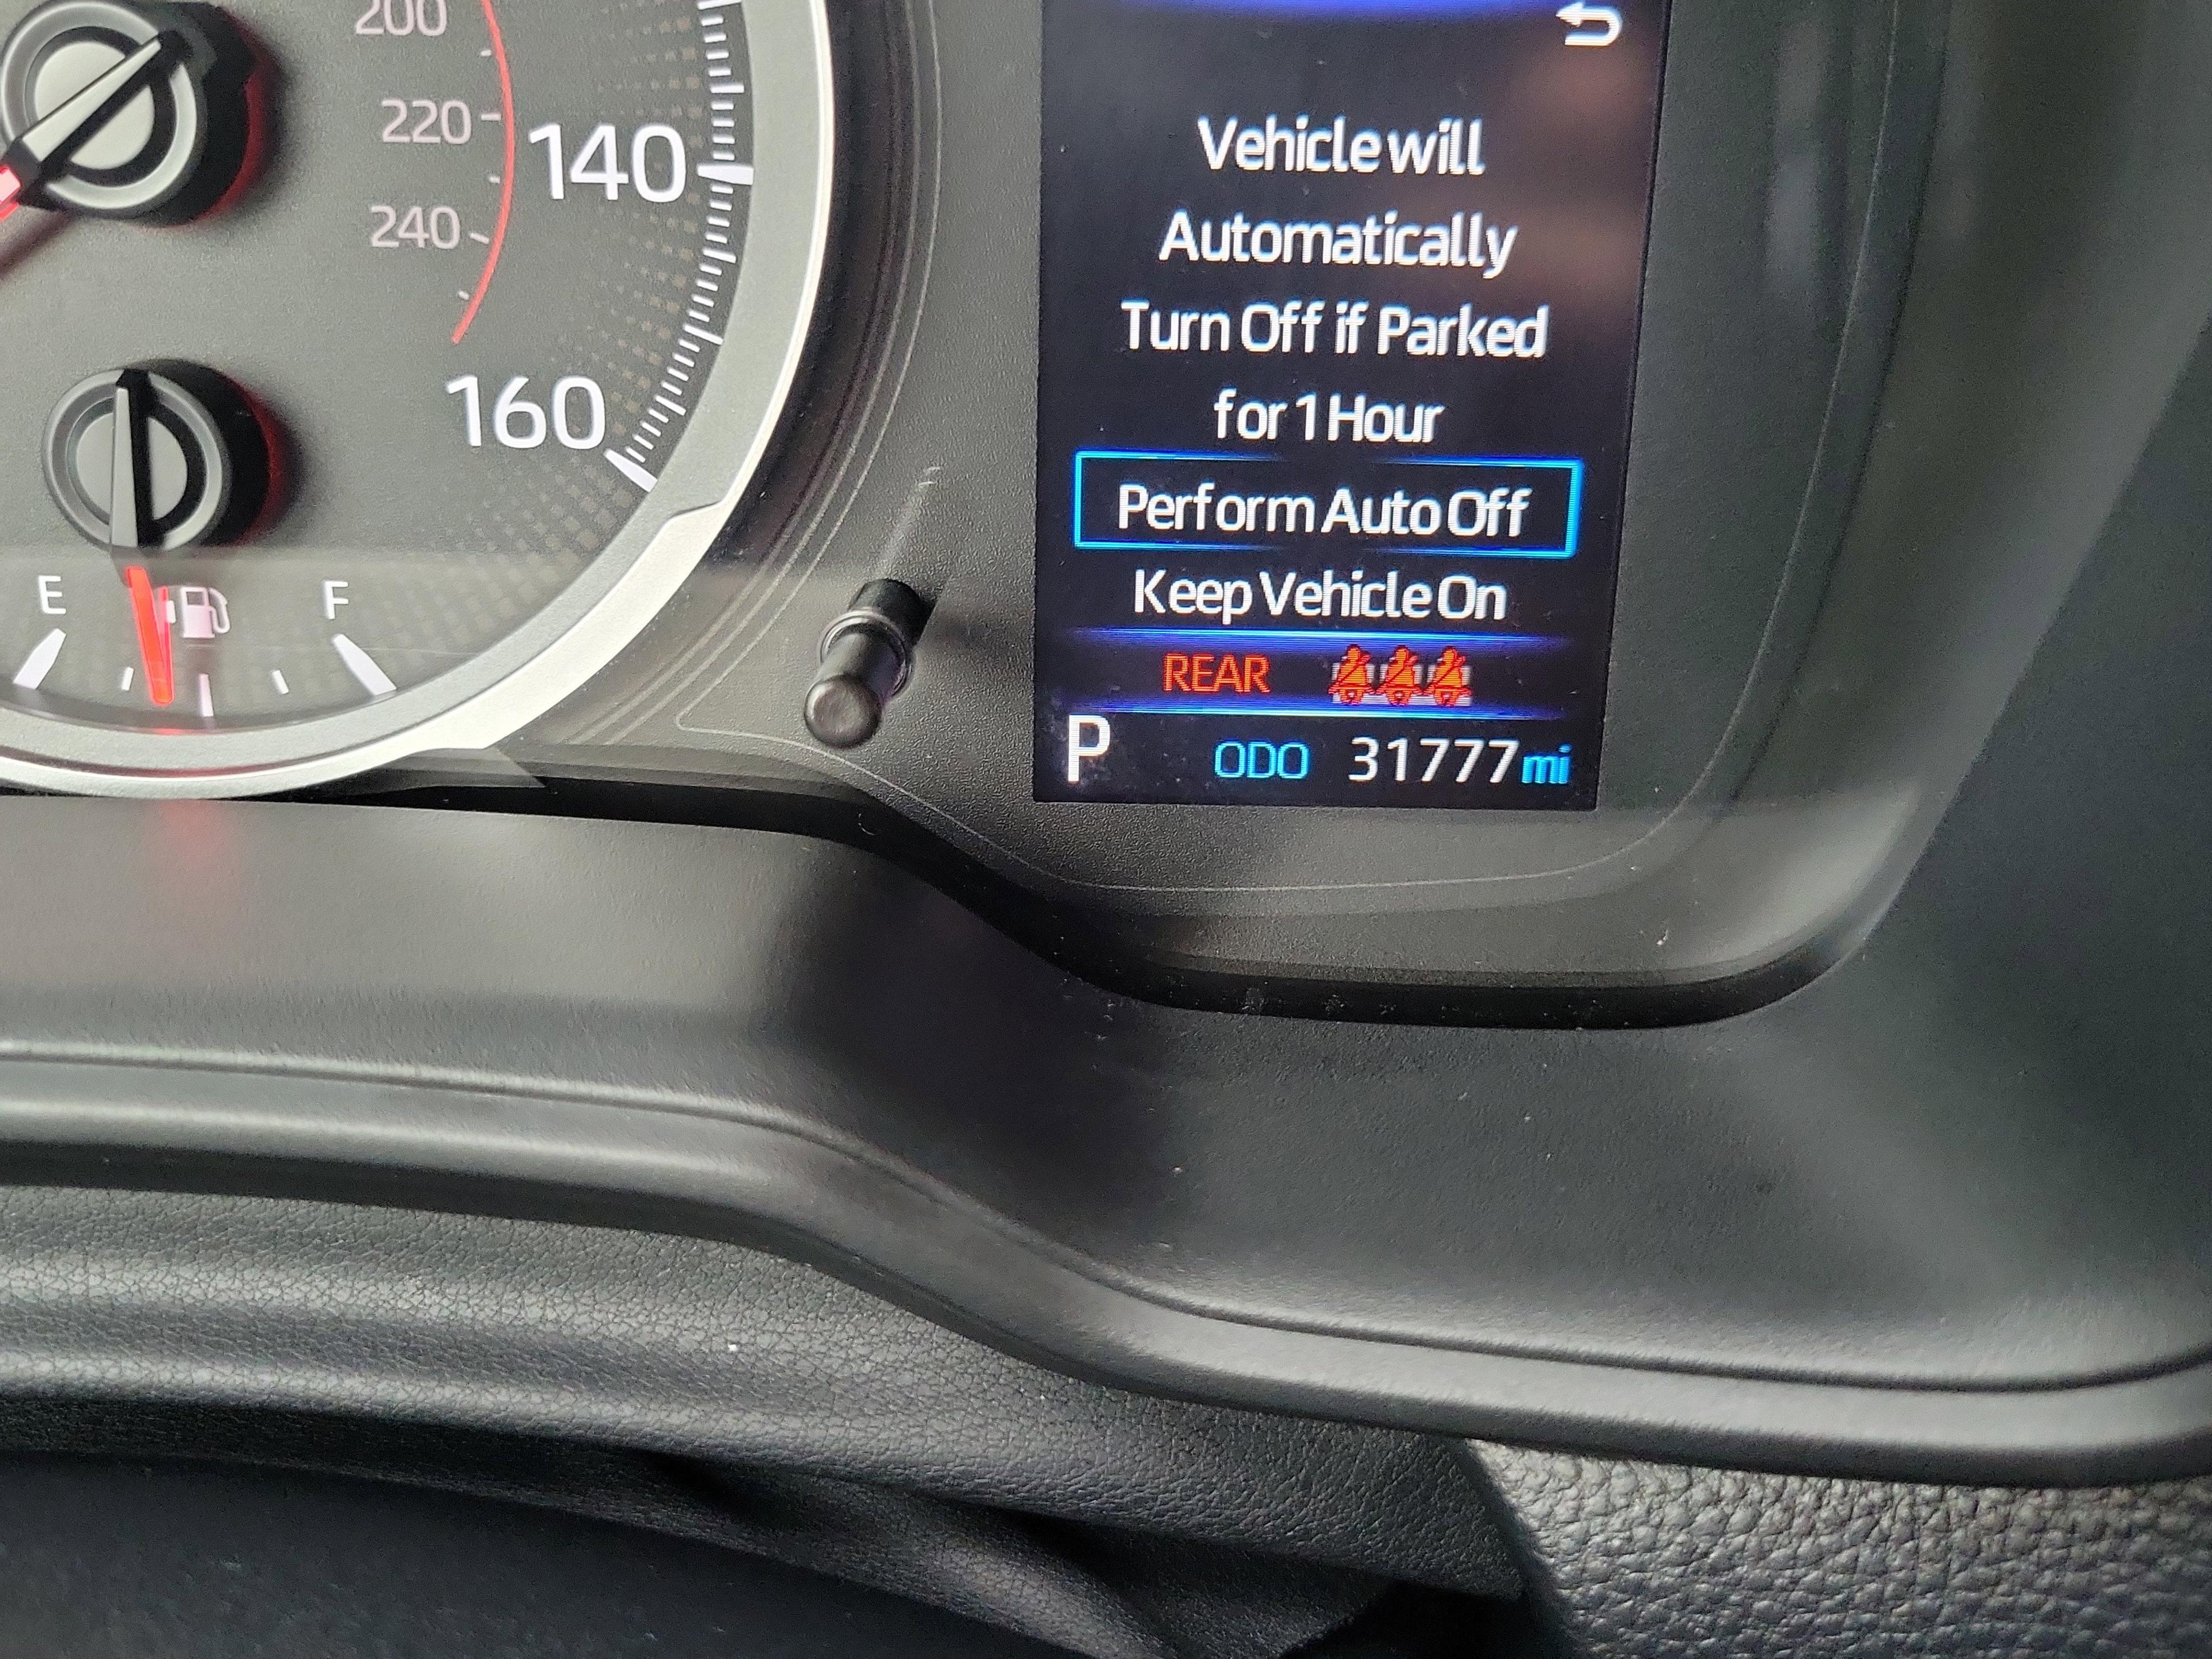 200
220
140
240
160
E
F
Vehicle will
Automatically
Turn Off if Parked
for 1 Hour
Perform Auto Off
Keep Vehicle On
REAR
P ODO 31777 mi